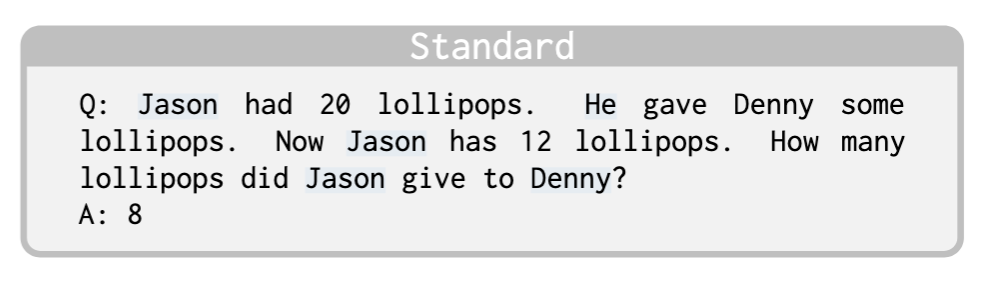 Standard
Q: Jason had 20 lollipops. He gave Denny some
lollipops. Now Jason has 12 lollipops. How many
lollipops did Jason give to Denny?
A: 8